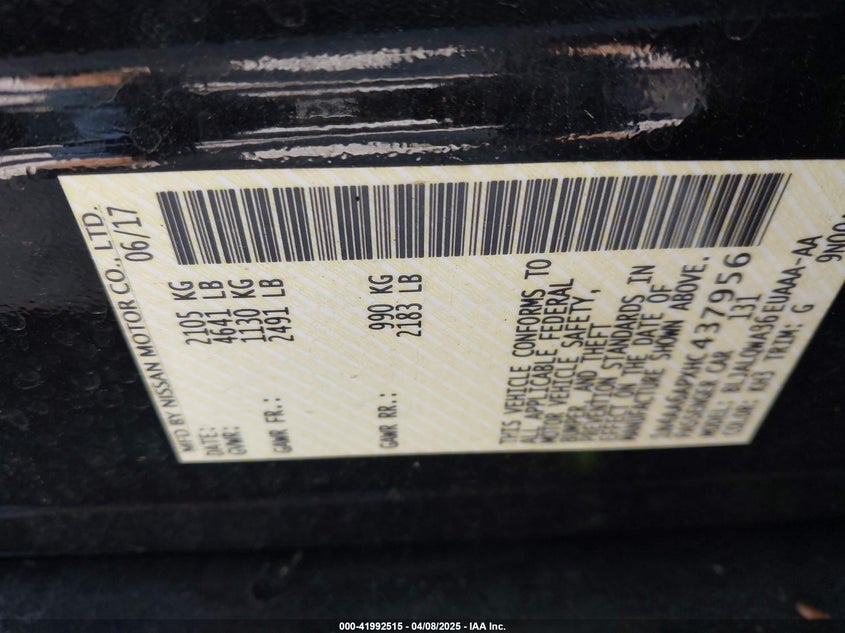 MFD BY NISSAN MOTOR CO., LTD.
DATE: 06/17
GVWR: 2105 KG
4641 LB
GAWR FR.: 1130 KG
2491 LB
GAWR RR.: 990 KG
2183 LB
THIS VEHICLE CONFORMS TO
ALL APPLICABLE FEDERAL
MOTOR VEHICLE SAFETY,
BUMPER, AND THEFT
PREVENTION STANDARDS IN
EFFECT ON THE DATE OF
MANUFACTURE SHOWN ABOVE.
1N4AA6APXHC437956
PASSENGER CAR 131
MODEL: EUAAA-AA
COLOR: KH3 TRIM: G
000-41992515 - 04/08/2025 - IAA Inc.